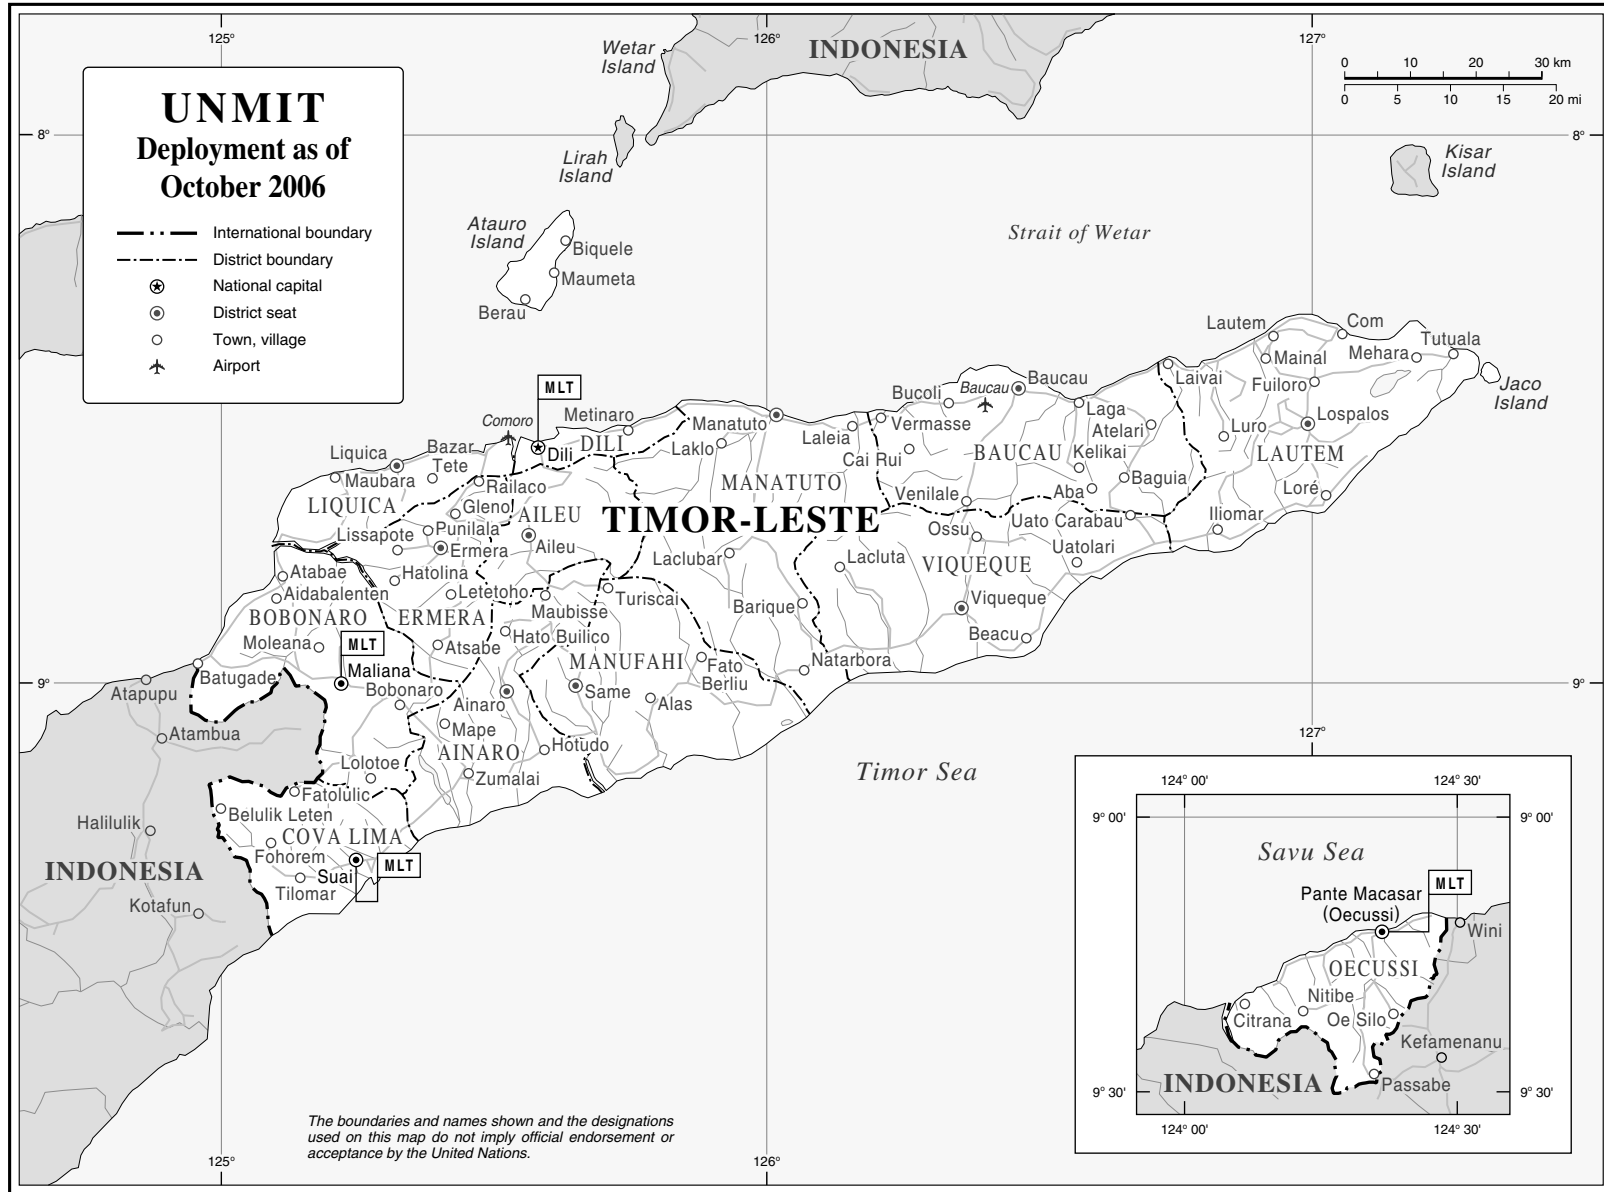 UNMIT
Deployment as of
October 2006
International boundary
District boundary
National capital
District seat
Town, village
Airport
125°
126°
127°
8°
8°
9°
9°
127°
125°
126°
0 10 20 30 km
0 5 10 15 20 mi
Wetar
Island
INDONESIA
Lirah
Island
Kisar
Island
Atauro
Island
Biquele
Maumeta
Berau
Strait of Wetar
Lautem
Com
Tutuala
Mainal
Mehara
Fuiloro
Jaco
Island
Laivai
Lospalos
Luro
LAUTEM
Loré
Iliomar
MLT
Comoro
Metinaro
DILI
Dili
Manatuto
Laklo
Laleia
Bucoli
Baucau
Baucau
Vermasse
Laga
Atelari
Cai Rui
BAUCAU
Kelikai
Venilale
Aba
Baguia
Liquica
Bazar
Tete
Maubara
Railaco
LIQUICA
Gleno
AILEU
MANATUTO
TIMOR-LESTE
Punilala
Lissapote
Ermera
Aileu
Ossu
Uato Carabau
Uatolari
Laclubar
Lacluta
VIQUEQUE
Atabae
Hatolina
Aidabalenten
Letetoho
Turiscai
Maubisse
Barique
Viqueque
BOBONARO
ERMERA
Hato Builico
Beacu
Moleana
MLT
Atsabe
MANUFAHI
Fato
Berliu
Natarbora
Batugade
Maliana
Bobonaro
Ainaro
Same
Alas
Atapupu
Atambua
Mape
AINARO
Hotudo
Lolotoe
Zumalai
Timor Sea
Fatolulic
Belulik Leten
Halilulik
COVA LIMA
Fohorem
Suai
MLT
Tilomar
INDONESIA
Kotafun
124° 00'
124° 30'
9° 00'
9° 00'
Savu Sea
MLT
Pante Macasar
(Oecussi)
Wini
OECUSSI
Nitibe
Citrana
Oe Silo
Kefamenanu
INDONESIA
Passabe
9° 30'
9° 30'
124° 00'
124° 30'
The boundaries and names shown and the designations
used on this map do not imply official endorsement or
acceptance by the United Nations.